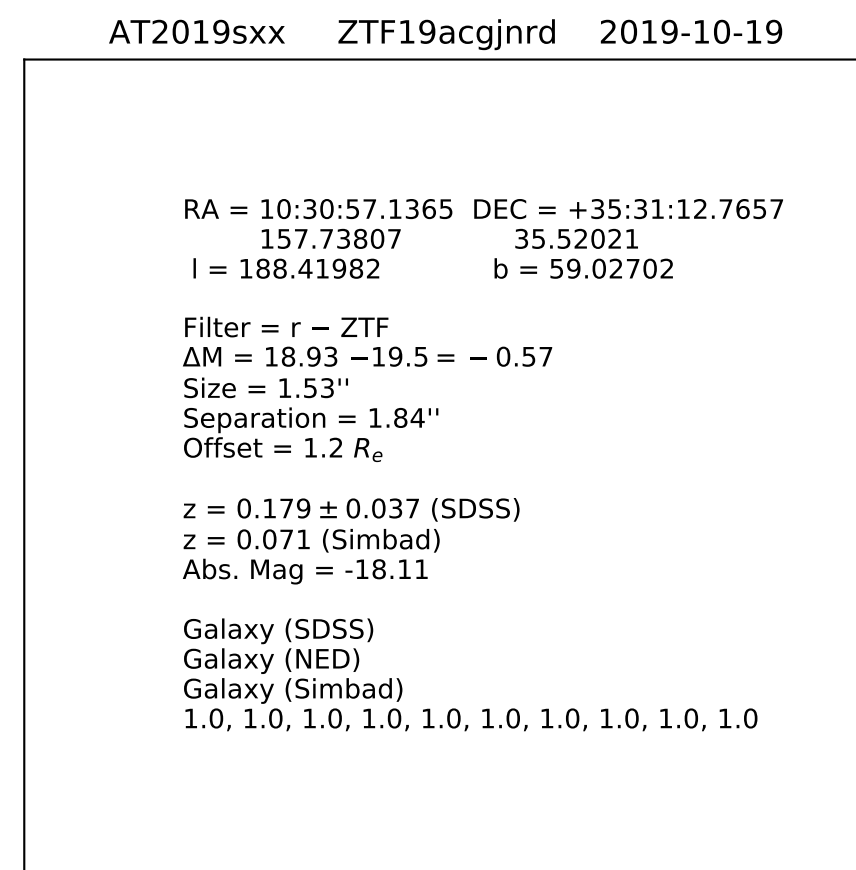 AT2019sxx ZTF19acgjnrd 2019-10-19
RA = 10:30:57.1365 DEC = +35:31:12.7657
157.73807 35.52021
l = 188.41982 b = 59.02702
Filter = r − ZTF
ΔM = 18.93 −19.5 = − 0.57
Size = 1.53''
Separation = 1.84''
Offset = 1.2 Rₑ
z = 0.179 ± 0.037 (SDSS)
z = 0.071 (Simbad)
Abs. Mag = -18.11
Galaxy (SDSS)
Galaxy (NED)
Galaxy (Simbad)
1.0, 1.0, 1.0, 1.0, 1.0, 1.0, 1.0, 1.0, 1.0, 1.0